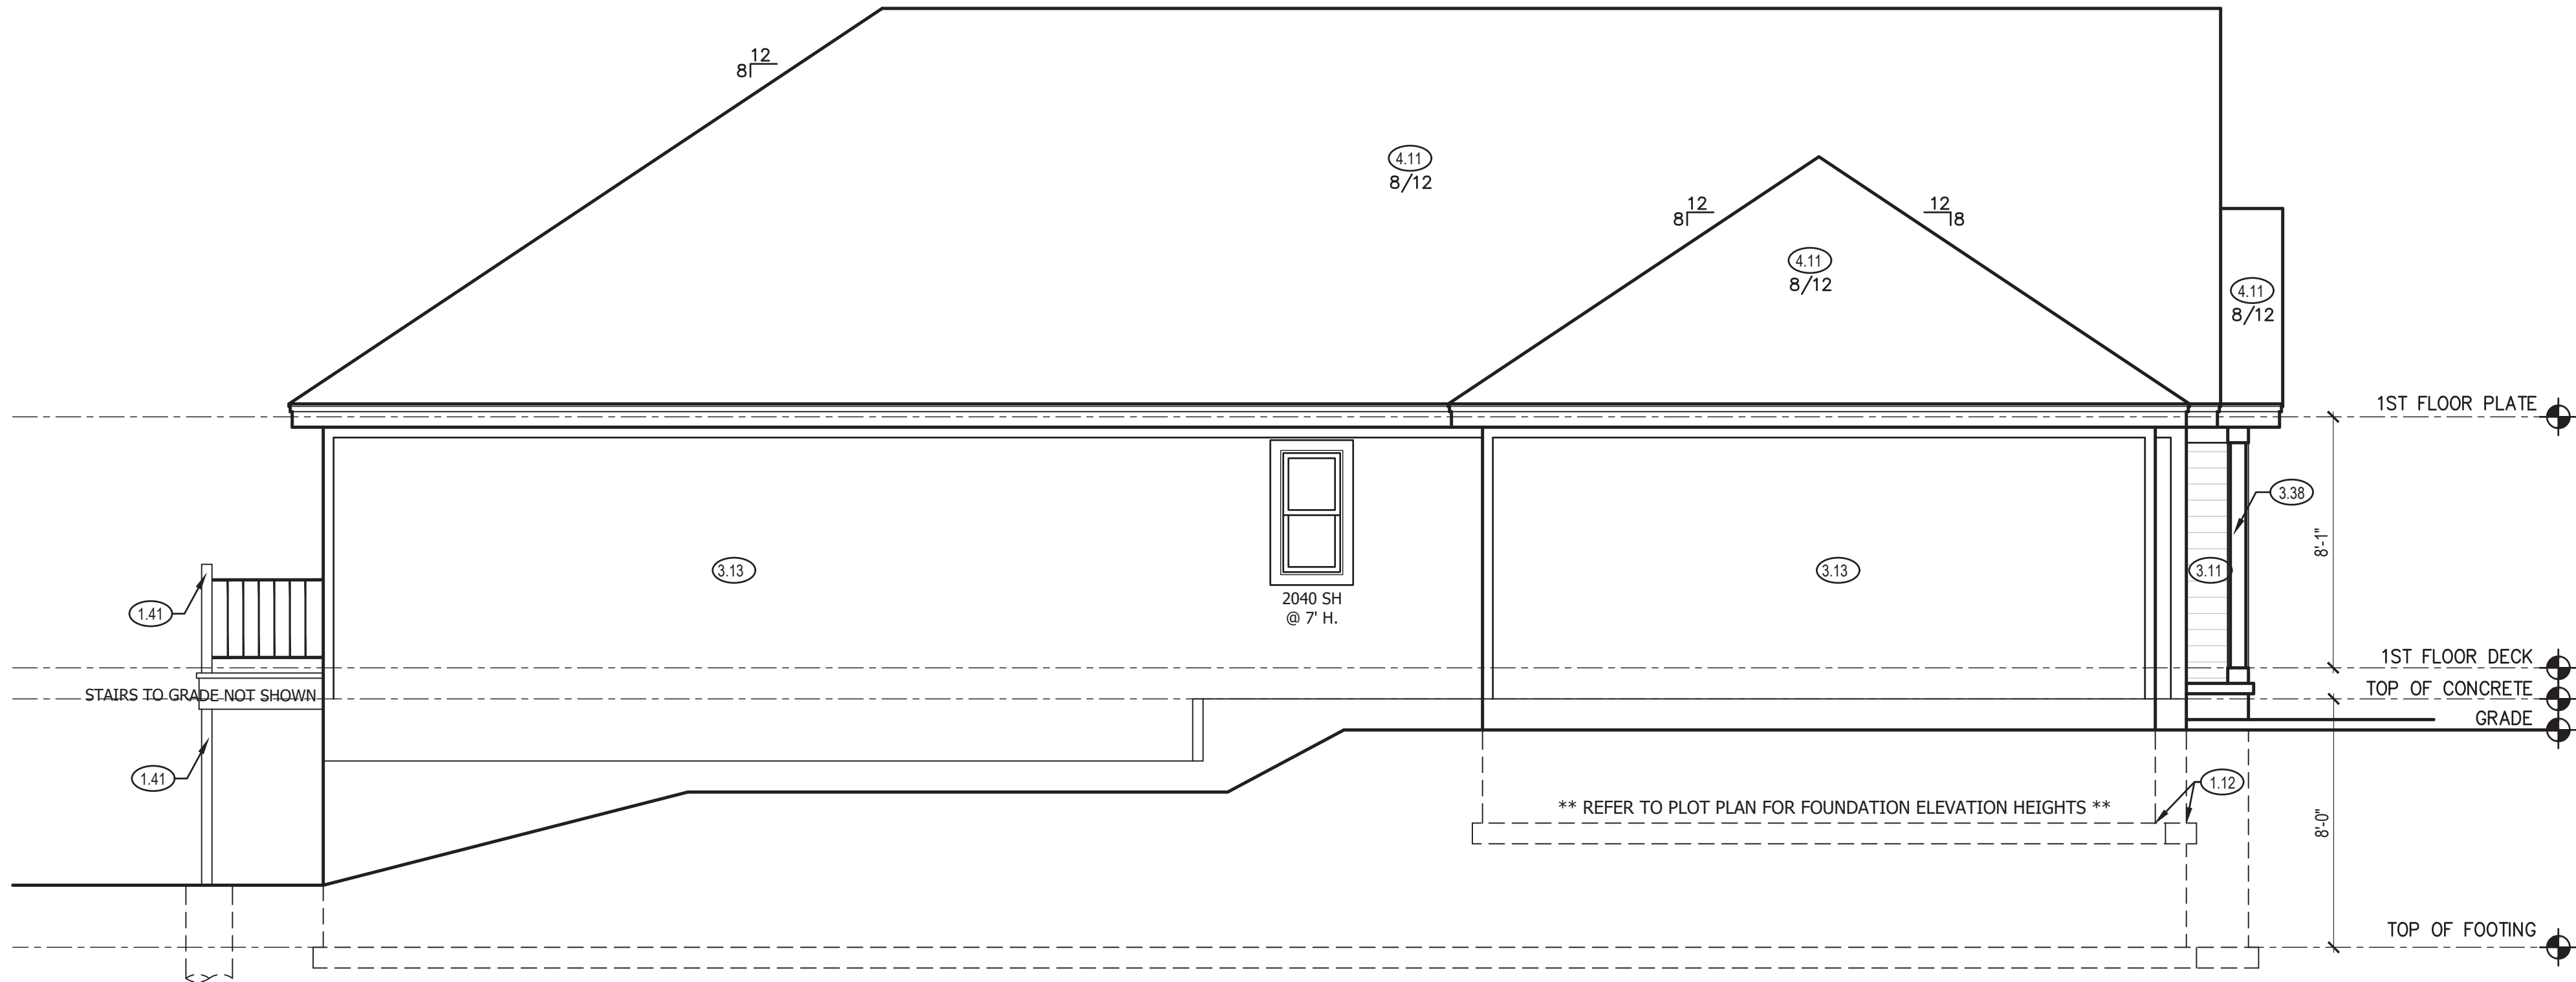 12
8
4.11
8/12
12
8
12
8
4.11
8/12
4.11
8/12
1ST FLOOR PLATE
3.38
8'-1"
3.13
3.13
3.11
2040 SH
@ 7' H.
1.41
1ST FLOOR DECK
TOP OF CONCRETE
STAIRS TO GRADE NOT SHOWN
GRADE
1.41
1.12
** REFER TO PLOT PLAN FOR FOUNDATION ELEVATION HEIGHTS **
8'-0"
TOP OF FOOTING